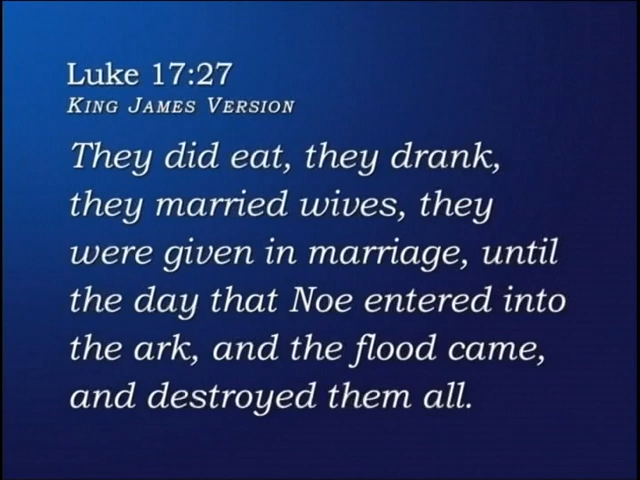 Luke 17:27
King James Version
They did eat, they drank,
they married wives, they
were given in marriage, until
the day that Noe entered into
the ark, and the flood came,
and destroyed them all.